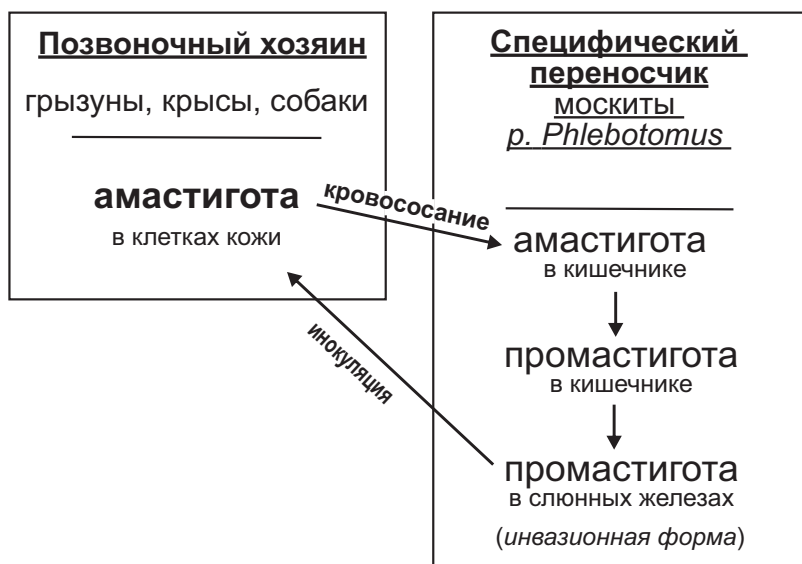 Позвоночный хозяин
грызуны, крысы, собаки
амастигота
в клетках кожи
кровососание
инокуляция
Специфический
переносчик
москиты
р. Phlebotomus
амастигота
в кишечнике
промастигота
в кишечнике
промастигота
в слюнных железах
(инвазионная форма)